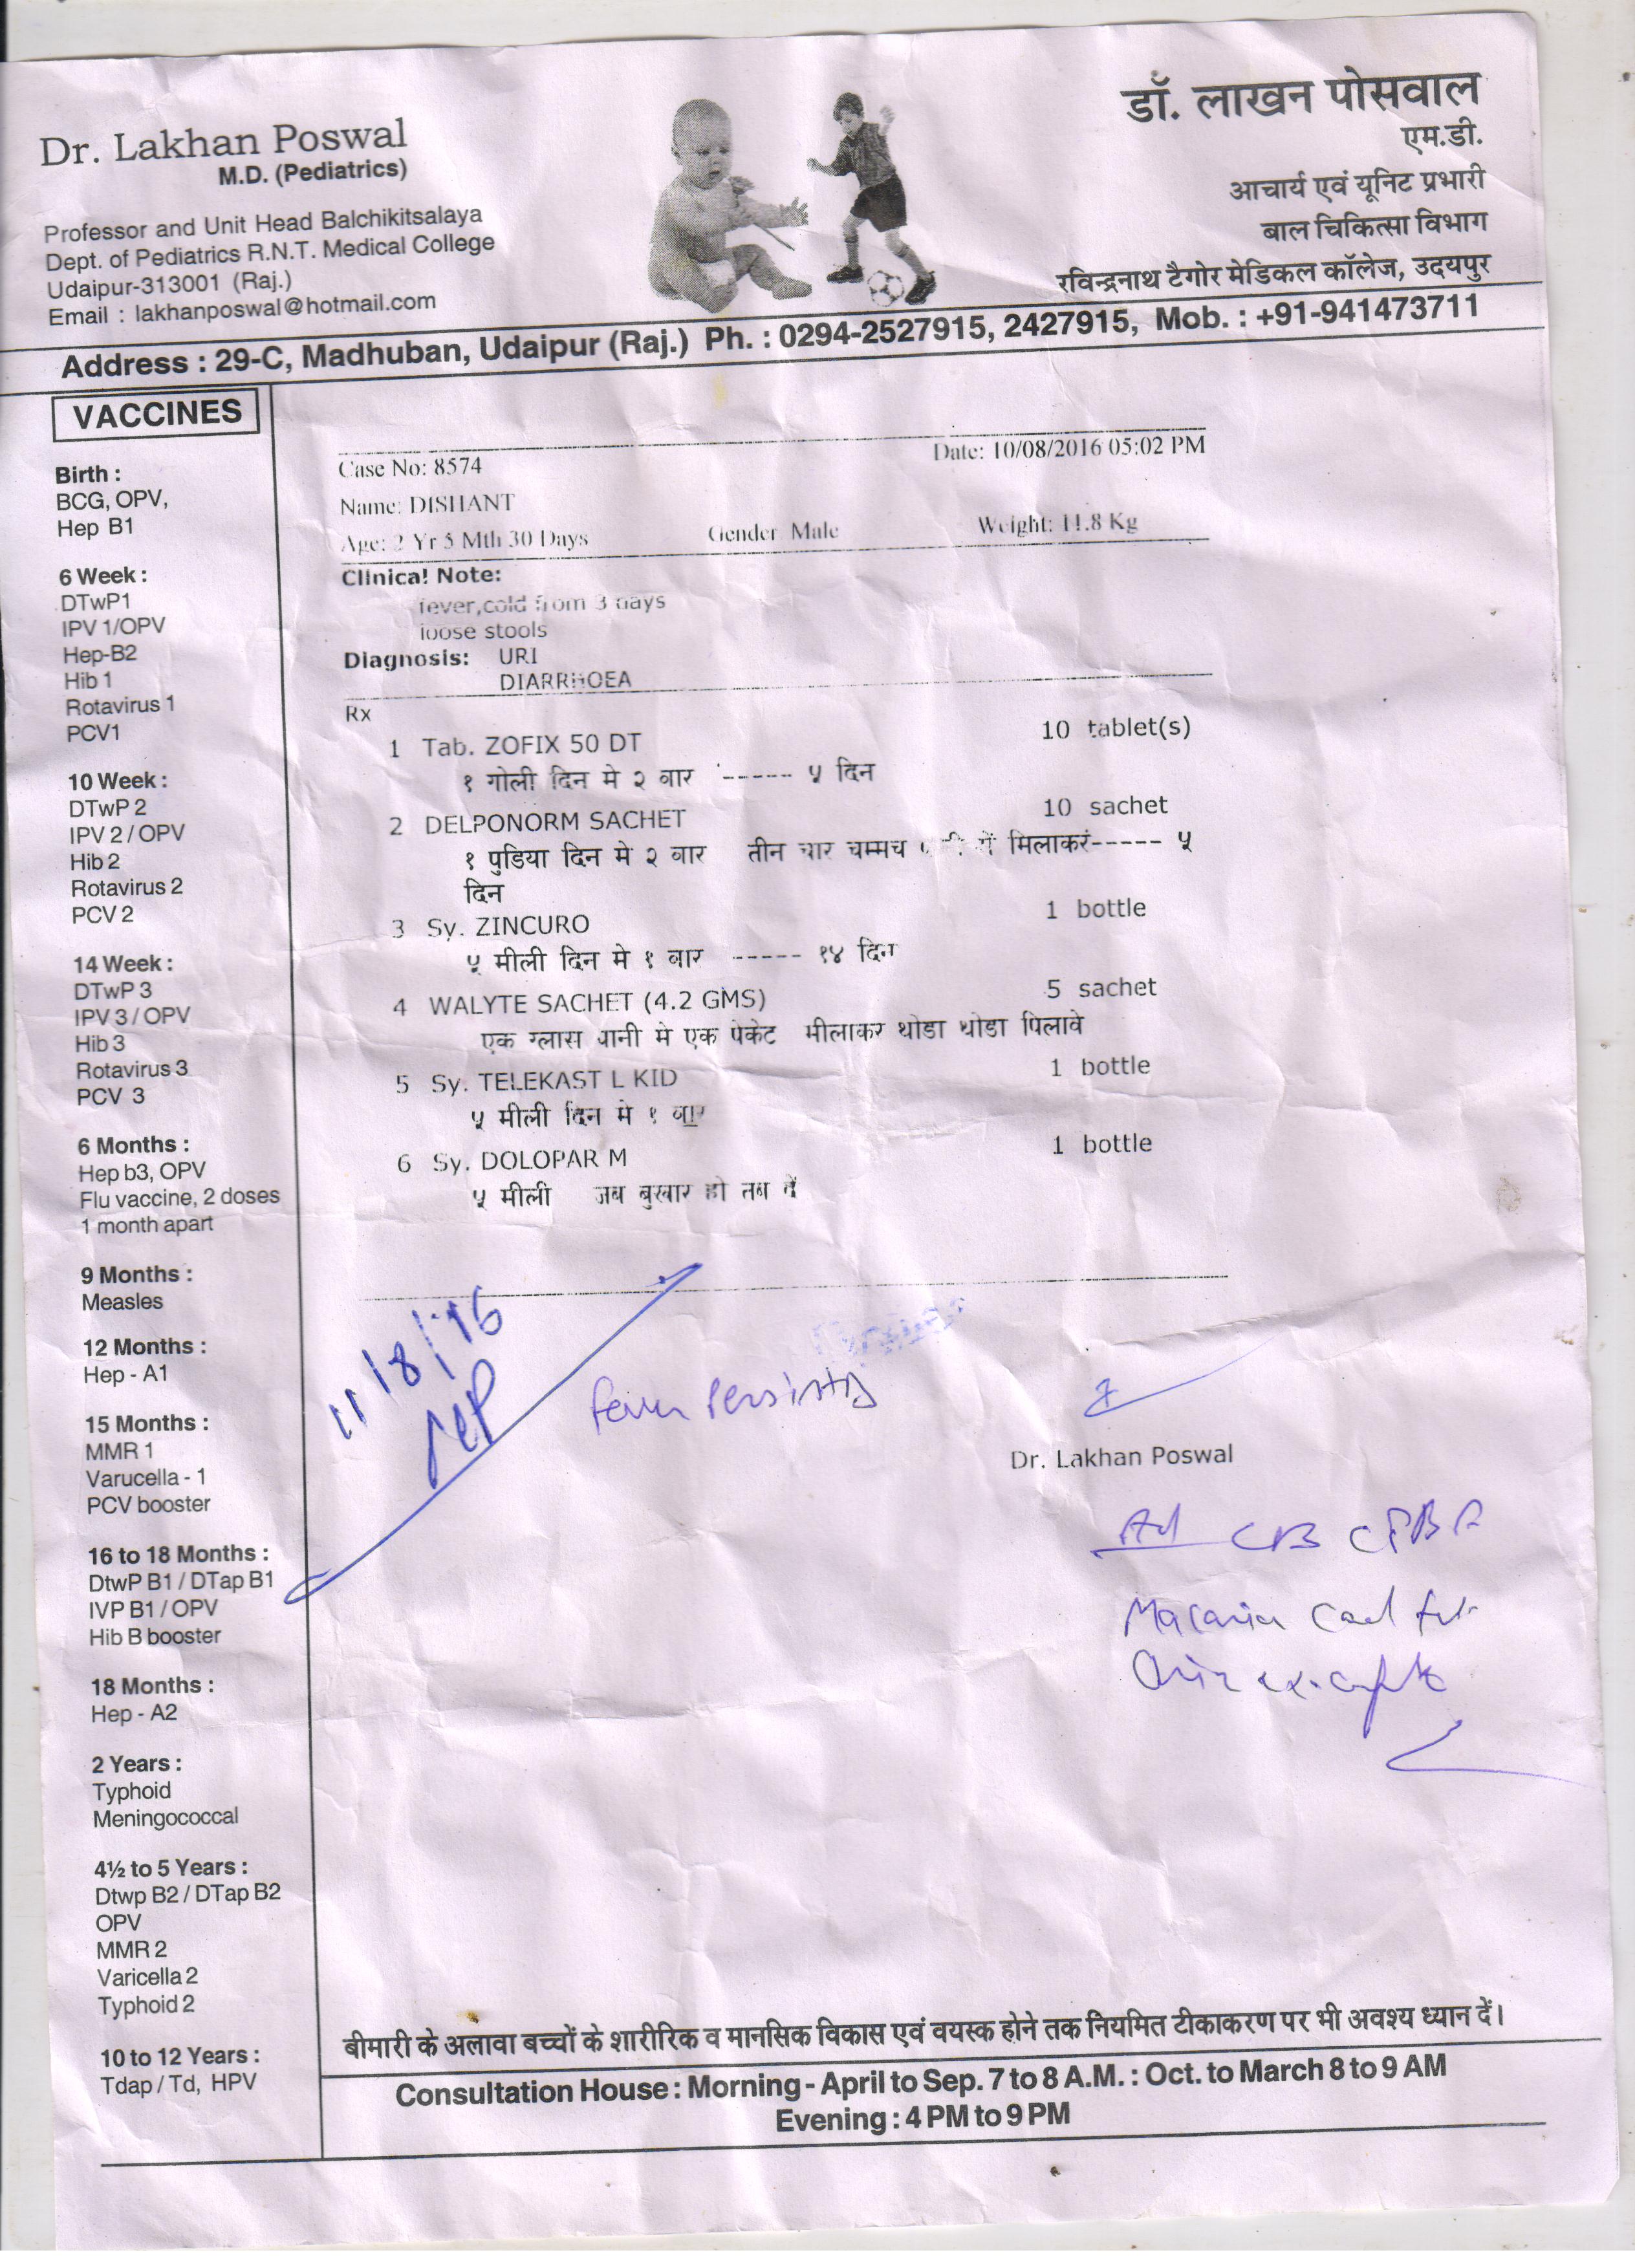 Dr. Lakhan Poswal
M.D. (Pediatrics)
Professor and Unit Head Balchikitsalaya
Dept. of Pediatrics R.N.T. Medical College
Udaipur-313001 (Raj.)
Email : lakhanposwal@hotmail.com
डॉ. लाखन पोसवाल
एम.डी.
आचार्य एवं यूनिट प्रभारी
बाल चिकित्सा विभाग
रविन्द्रनाथ टैगोर मेडिकल कॉलेज, उदयपुर
Address : 29-C, Madhuban, Udaipur (Raj.) Ph. : 0294-2527915, 2427915, Mob. : +91-941473711
VACCINES
Birth :
BCG, OPV,
Hep B1
6 Week :
DTwP1
IPV 1/OPV
Hep-B2
Hib 1
Rotavirus 1
PCV1
10 Week :
DTwP 2
IPV 2 / OPV
Hib 2
Rotavirus 2
PCV 2
14 Week :
DTwP 3
IPV 3 / OPV
Hib 3
Rotavirus 3
PCV 3
6 Months :
Hep b3, OPV
Flu vaccine, 2 doses
1 month apart
9 Months :
Measles
12 Months :
Hep - A1
15 Months :
MMR 1
Varucella - 1
PCV booster
16 to 18 Months :
DtwP B1 / DTap B1
IVP B1 / OPV
Hib B booster
18 Months :
Hep - A2
2 Years :
Typhoid
Meningococcal
4½ to 5 Years :
Dtwp B2 / DTap B2
OPV
MMR 2
Varicella 2
Typhoid 2
10 to 12 Years :
Tdap / Td, HPV
Case No: 8574 Date: 10/08/2016 05:02 PM
Name: DISHANT
Age: 2 Yr 5 Mth 30 Days Gender Male Weight: 11.8 Kg
Clinical Note:
fever,cold from 3 days
loose stools
Diagnosis: URI
DIARRHOEA
Rx
1 Tab. ZOFIX 50 DT 10 tablet(s)
१ गोली दिन मे २ बार ----- ५ दिन
2 DELPONORM SACHET 10 sachet
१ पुडिया दिन मे २ बार तीन चार चम्मच में मिलाकर----- ५
दिन
3 Sy. ZINCURO 1 bottle
५ मीली दिन मे १ बार ----- १४ दिन
4 WALYTE SACHET (4.2 GMS) 5 sachet
एक ग्लास पानी मे एक पेकेट मीलाकर थोडा थोडा पिलावे
5 Sy. TELEKAST L KID 1 bottle
५ मीली दिन मे १ बार
6 Sy. DOLOPAR M 1 bottle
५ मीली जब बुखार हो तब दें
11/8/16
Fever Persists
Dr. Lakhan Poswal
Ad CBC PBF
Malaria Card test
Urine
बीमारी के अलावा बच्चों के शारीरिक व मानसिक विकास एवं वयस्क होने तक नियमित टीकाकरण पर भी अवश्य ध्यान दें।
Consultation House : Morning - April to Sep. 7 to 8 A.M. : Oct. to March 8 to 9 AM
Evening : 4 PM to 9 PM